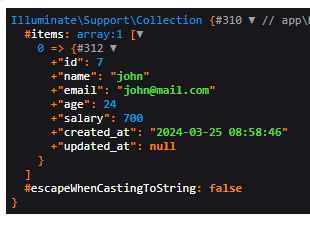 Illuminate\Support\Collection {#310 ▼ // app\
#items: array:1 [▼
0 => {#312 ▼
+"id": 7
+"name": "john"
+"email": "john@mail.com"
+"age": 24
+"salary": 700
+"created_at": "2024-03-25 08:58:46"
+"updated_at": null
}
]
#escapeWhenCastingToString: false
}